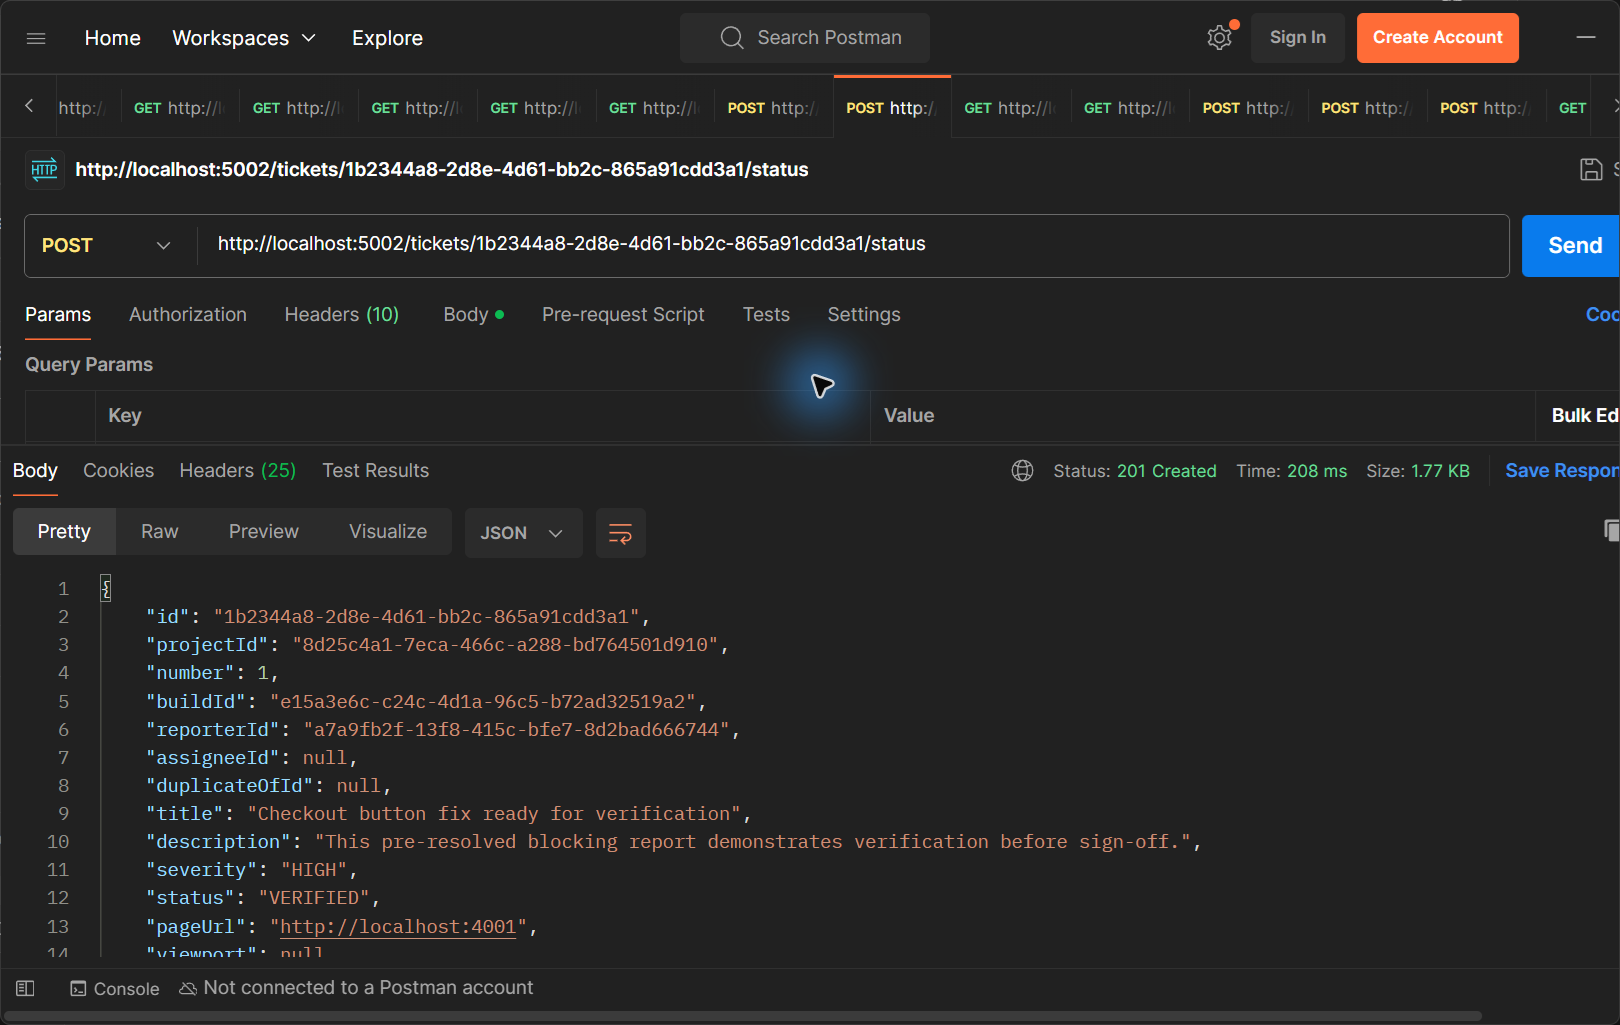 Home Workspaces Explore Search Postman Sign In Create Account
http:/ GET http://l GET http://l GET http://l GET http://l GET http://l POST http:/ POST http:/ GET http://l GET http://l POST http:/ POST http:/ POST http:/ GET
HTTP http://localhost:5002/tickets/1b2344a8-2d8e-4d61-bb2c-865a91cdd3a1/status
POST http://localhost:5002/tickets/1b2344a8-2d8e-4d61-bb2c-865a91cdd3a1/status Send
Params Authorization Headers (10) Body Pre-request Script Tests Settings Coo
Query Params
Key Value Bulk Ed
Body Cookies Headers (25) Test Results Status: 201 Created Time: 208 ms Size: 1.77 KB Save Respon
Pretty Raw Preview Visualize JSON
1 {
2 "id": "1b2344a8-2d8e-4d61-bb2c-865a91cdd3a1",
3 "projectId": "8d25c4a1-7eca-466c-a288-bd764501d910",
4 "number": 1,
5 "buildId": "e15a3e6c-c24c-4d1a-96c5-b72ad32519a2",
6 "reporterId": "a7a9fb2f-13f8-415c-bfe7-8d2bad666744",
7 "assigneeId": null,
8 "duplicateOfId": null,
9 "title": "Checkout button fix ready for verification",
10 "description": "This pre-resolved blocking report demonstrates verification before sign-off.",
11 "severity": "HIGH",
12 "status": "VERIFIED",
13 "pageUrl": "http://localhost:4001",
14 "viewport": null
Console Not connected to a Postman account